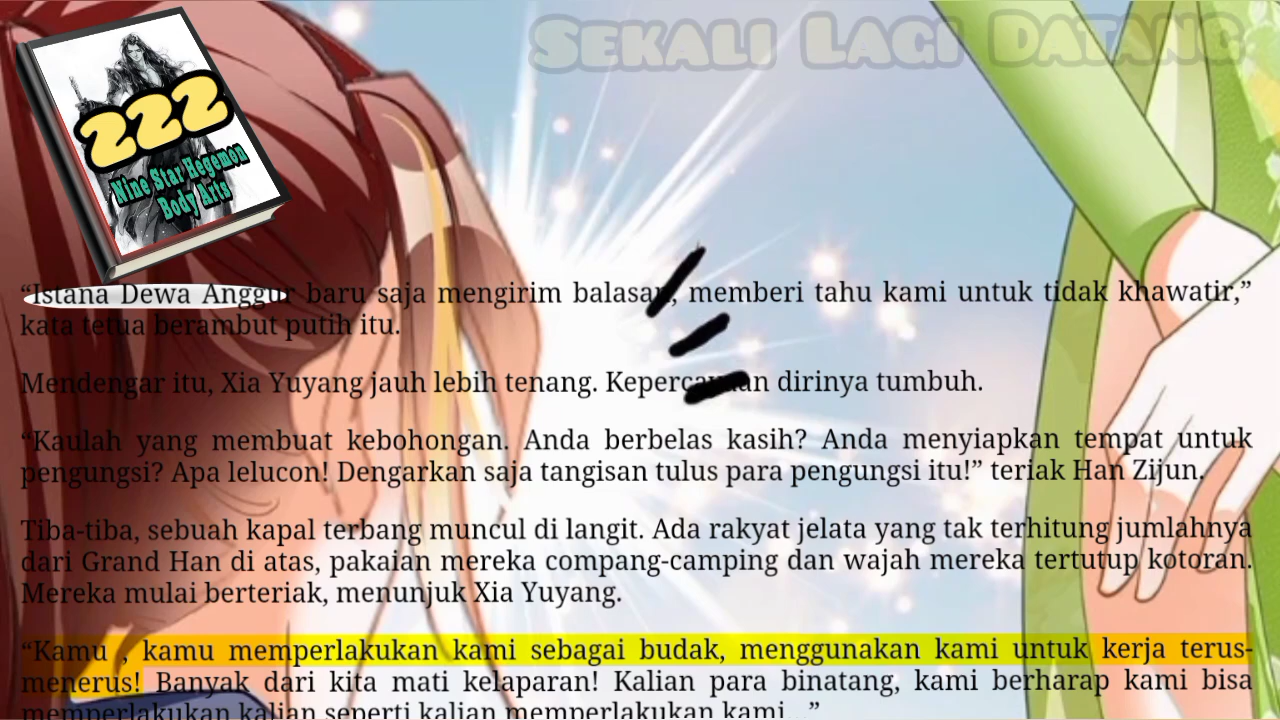 Sekali Lagi Datang
222
Nine Star Hegemon
Body Arts
“Istana Dewa Anggur baru saja mengirim balasan, memberi tahu kami untuk tidak khawatir,”
kata tetua berambut putih itu.
Mendengar itu, Xia Yuyang jauh lebih tenang. Kepercayaan dirinya tumbuh.
“Kaulah yang membuat kebohongan. Anda berbelas kasih? Anda menyiapkan tempat untuk
pengungsi? Apa lelucon! Dengarkan saja tangisan tulus para pengungsi itu!” teriak Han Zijun.
Tiba-tiba, sebuah kapal terbang muncul di langit. Ada rakyat jelata yang tak terhitung jumlahnya
dari Grand Han di atas, pakaian mereka compang-camping dan wajah mereka tertutup kotoran.
Mereka mulai berteriak, menunjuk Xia Yuyang.
“Kamu , kamu memperlakukan kami sebagai budak, menggunakan kami untuk kerja terus-
menerus! Banyak dari kita mati kelaparan! Kalian para binatang, kami berharap kami bisa
memperlakukan kalian seperti kalian memperlakukan kami...”